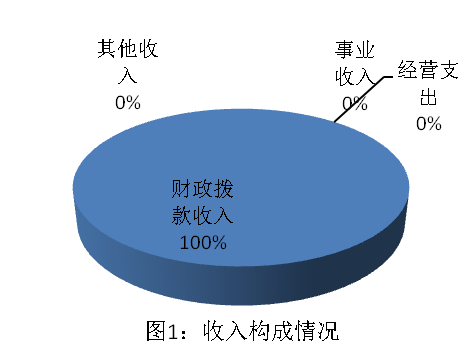 其他收
入
0%
事业
收入
0%
经营支
出
0%
财政拨
款收入
100%
图1：收入构成情况